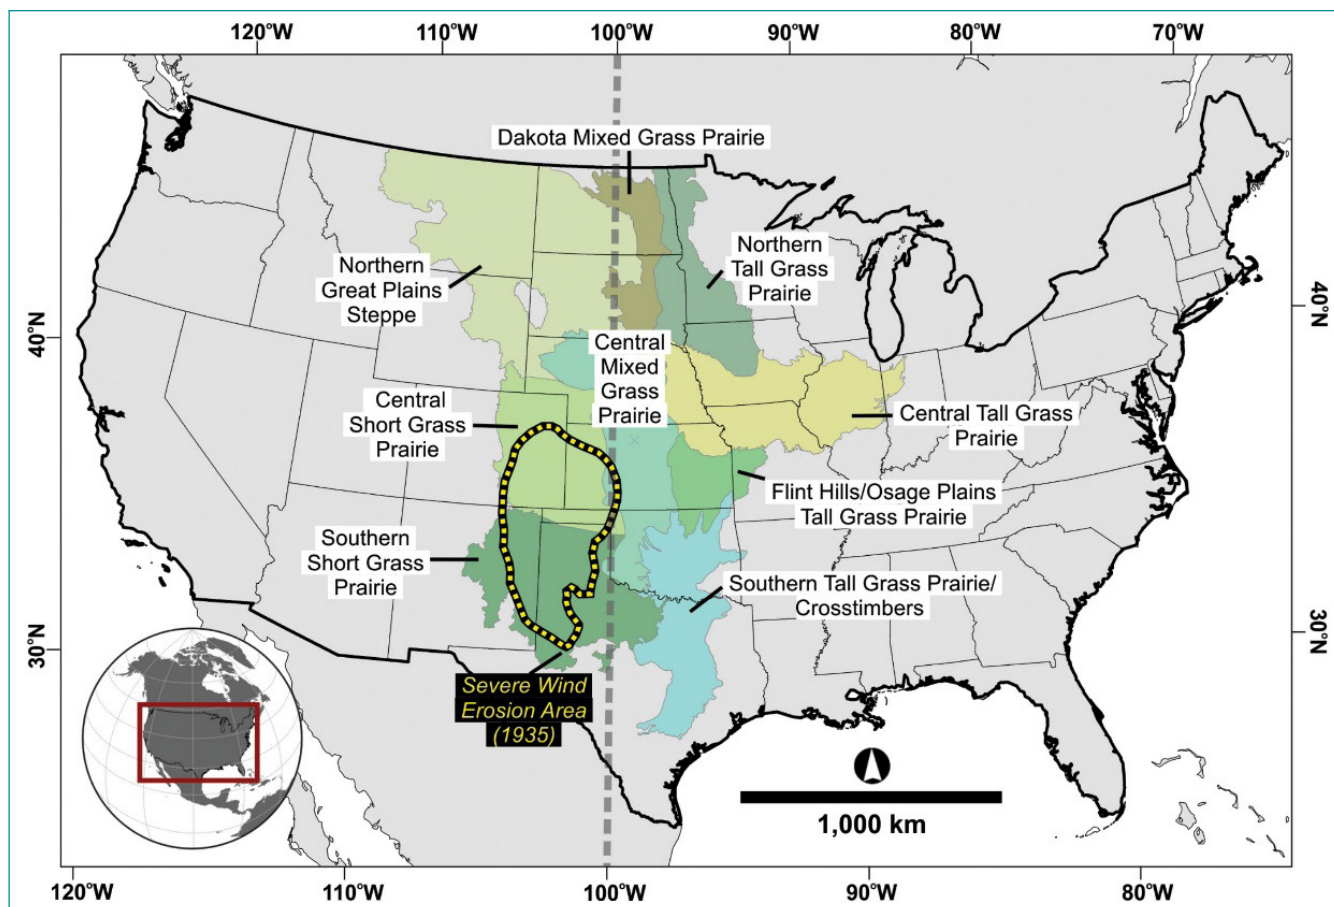 120°W
110°W
100°W
90°W
80°W
70°W
Dakota Mixed Grass Prairie
Northern
Tall Grass
Prairie
Northern
Great Plains
Steppe
40°N
40°N
Central
Mixed
Grass
Prairie
Central
Short Grass
Prairie
Central Tall Grass
Prairie
Flint Hills/Osage Plains
Tall Grass Prairie
Southern
Short Grass
Prairie
Southern Tall Grass Prairie/
Crosstimbers
30°N
30°N
Severe Wind
Erosion Area
(1935)
1,000 km
120°W
110°W
100°W
90°W
80°W